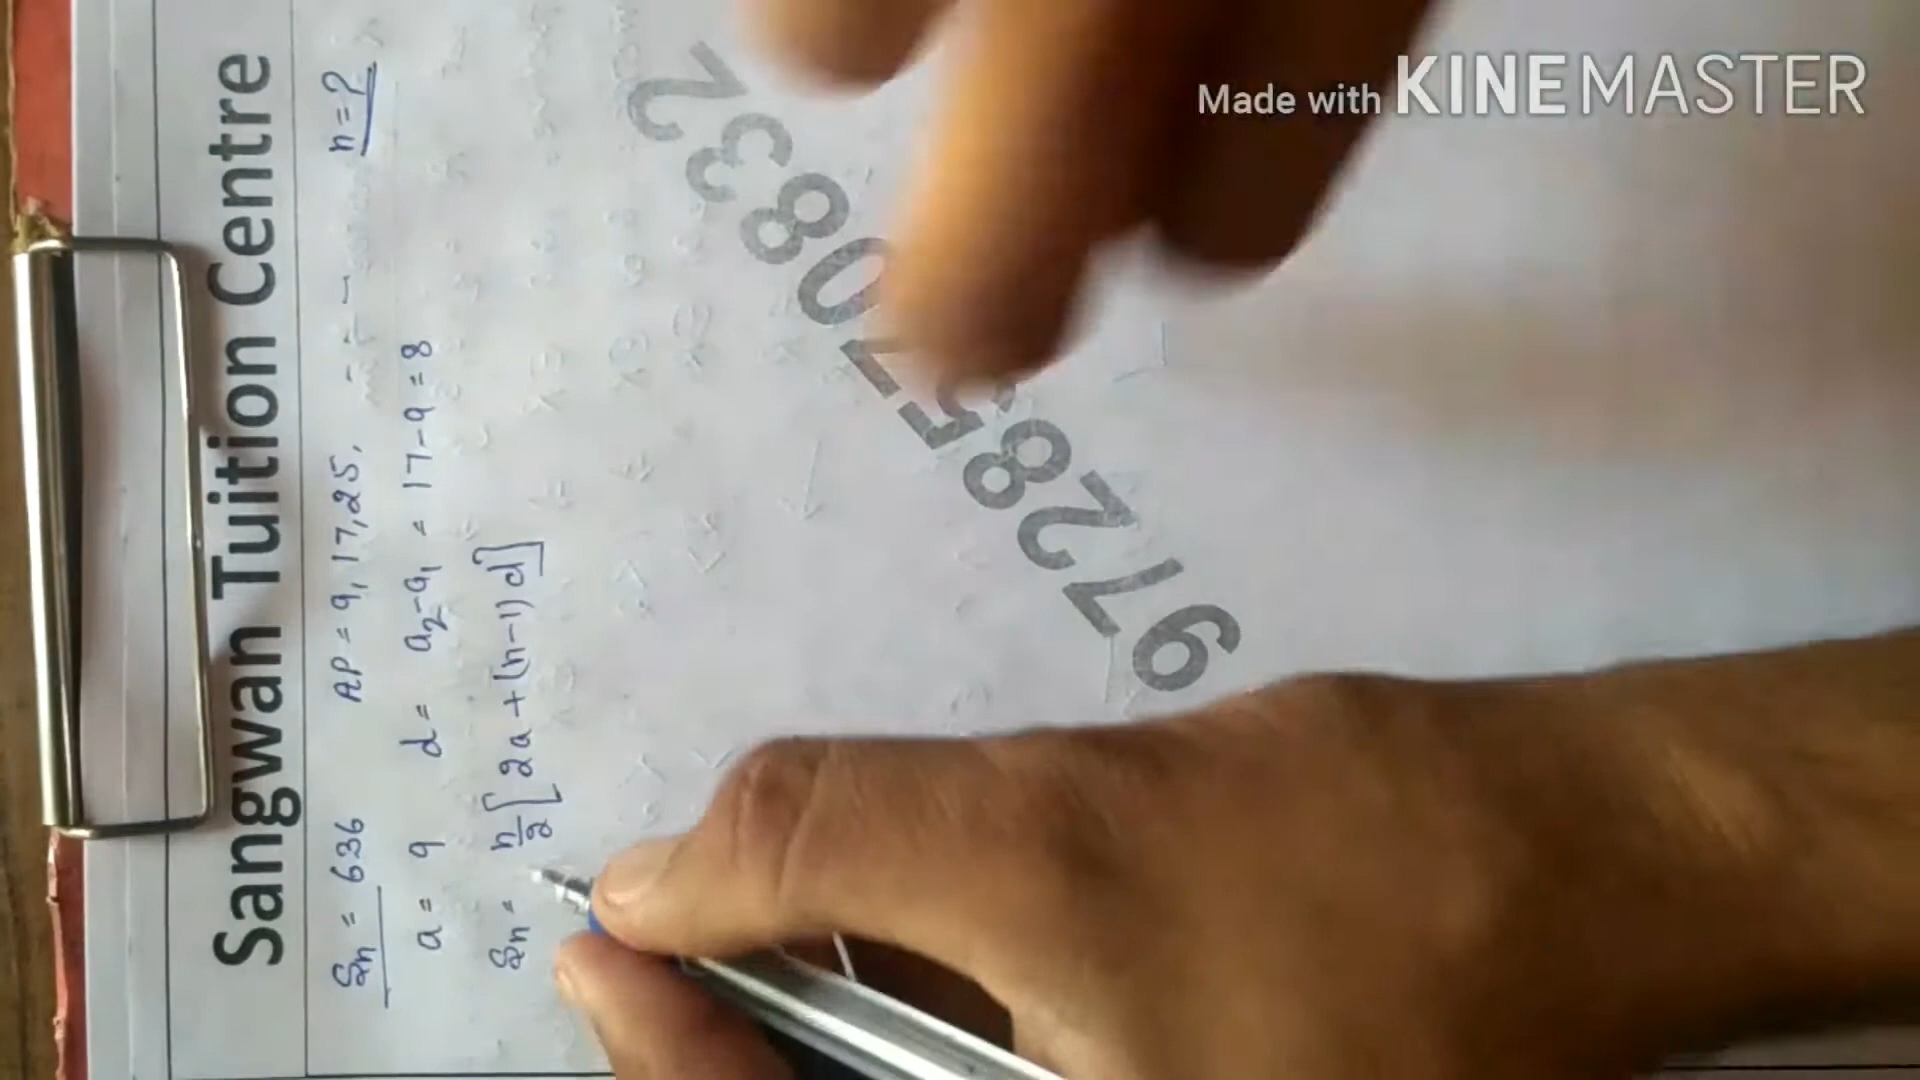 Made with KINEMASTER
Sangwan Tuition Centre
Sn = 636 AP = 9, 17, 25, - - - n = ?
a = 9 d = a2 - a1 = 17 - 9 = 8
Sn = n/2 [2a + (n-1) d]